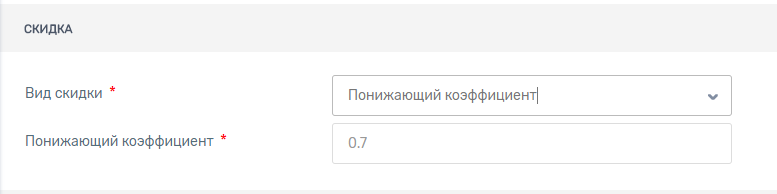 СКИДКА
Вид скидки * Понижающий коэффициент
Понижающий коэффициент * 0.7